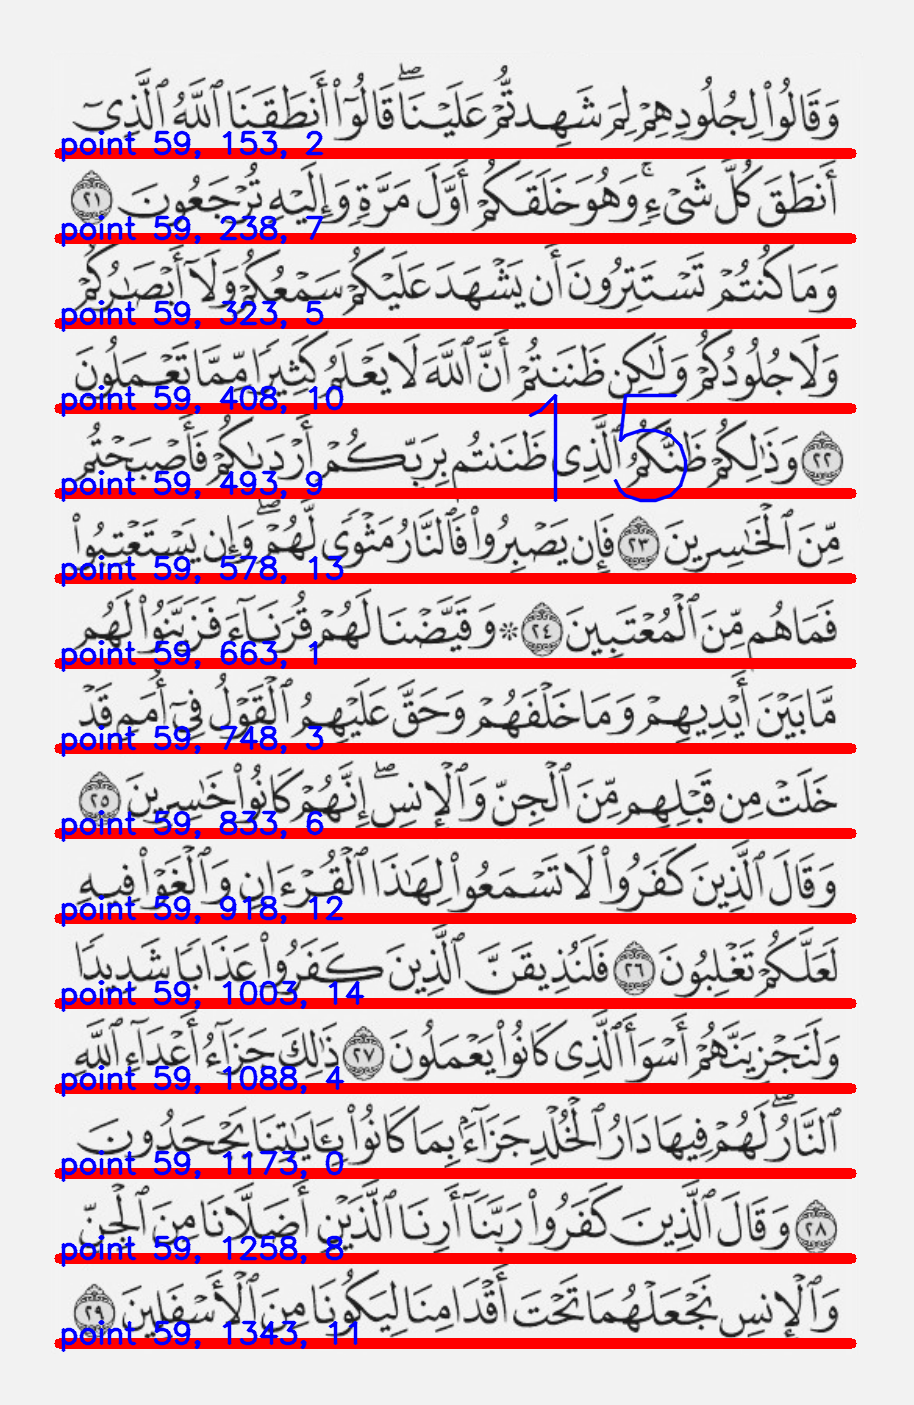 وَقَالُوا۟ لِجُلُودِهِمْ لِمَ شَهِدتُّمْ عَلَيْنَا ۖ قَالُوٓا۟ أَنطَقَنَا ٱللَّهُ ٱلَّذِىٓ
point 59, 153, 2
أَنطَقَ كُلَّ شَىْءٍ ۚ وَهُوَ خَلَقَكُمْ أَوَّلَ مَرَّةٍ وَإِلَيْهِ تُرْجَعُونَ ٢١
point 59, 238, 7
وَمَا كُنتُمْ تَسْتَتِرُونَ أَن يَشْهَدَ عَلَيْكُمْ سَمْعُكُمْ وَلَآ أَبْصَـٰرُكُمْ
point 59, 323, 5
وَلَا جُلُودُكُمْ وَلَـٰكِن ظَنَنتُمْ أَنَّ ٱللَّهَ لَا يَعْلَمُ كَثِيرًا مِّمَّا تَعْمَلُونَ
point 59, 408, 10
15
٢٢ وَذَٰلِكُمْ ظَنُّكُمُ ٱلَّذِى ظَنَنتُم بِرَبِّكُمْ أَرْدَىٰكُمْ فَأَصْبَحْتُم
point 59, 493, 9
مِّنَ ٱلْخَـٰسِرِينَ ٢٣ فَإِن يَصْبِرُوا۟ فَٱلنَّارُ مَثْوًى لَّهُمْ ۖ وَإِن يَسْتَعْتِبُوا۟
point 59, 578, 13
فَمَا هُم مِّنَ ٱلْمُعْتَبِينَ ٢٤ ۞ وَقَيَّضْنَا لَهُمْ قُرَنَآءَ فَزَيَّنُوا۟ لَهُم
point 59, 663, 1
مَّا بَيْنَ أَيْدِيهِمْ وَمَا خَلْفَهُمْ وَحَقَّ عَلَيْهِمُ ٱلْقَوْلُ فِىٓ أُمَمٍ قَدْ
point 59, 748, 3
خَلَتْ مِن قَبْلِهِم مِّنَ ٱلْجِنِّ وَٱلْإِنسِ ۖ إِنَّهُمْ كَانُوا۟ خَـٰسِرِينَ ٢٥
point 59, 833, 6
وَقَالَ ٱلَّذِينَ كَفَرُوا۟ لَا تَسْمَعُوا۟ لِهَـٰذَا ٱلْقُرْءَانِ وَٱلْغَوْا۟ فِيهِ
point 59, 918, 12
لَعَلَّكُمْ تَغْلِبُونَ ٢٦ فَلَنُذِيقَنَّ ٱلَّذِينَ كَفَرُوا۟ عَذَابًا شَدِيدًا
point 59, 1003, 14
وَلَنَجْزِيَنَّهُمْ أَسْوَأَ ٱلَّذِى كَانُوا۟ يَعْمَلُونَ ٢٧ ذَٰلِكَ جَزَآءُ أَعْدَآءِ ٱللَّهِ
point 59, 1088, 4
ٱلنَّارُ ۖ لَهُمْ فِيهَا دَارُ ٱلْخُلْدِ ۖ جَزَآءًۢ بِمَا كَانُوا۟ بِـَٔايَـٰتِنَا يَجْحَدُونَ
point 59, 1173, 0
٢٨ وَقَالَ ٱلَّذِينَ كَفَرُوا۟ رَبَّنَآ أَرِنَا ٱلَّذَيْنِ أَضَلَّانَا مِنَ ٱلْجِنِّ
point 59, 1258, 8
وَٱلْإِنسِ نَجْعَلْهُمَا تَحْتَ أَقْدَامِنَا لِيَكُونَا مِنَ ٱلْأَسْفَلِينَ ٢٩
point 59, 1343, 11